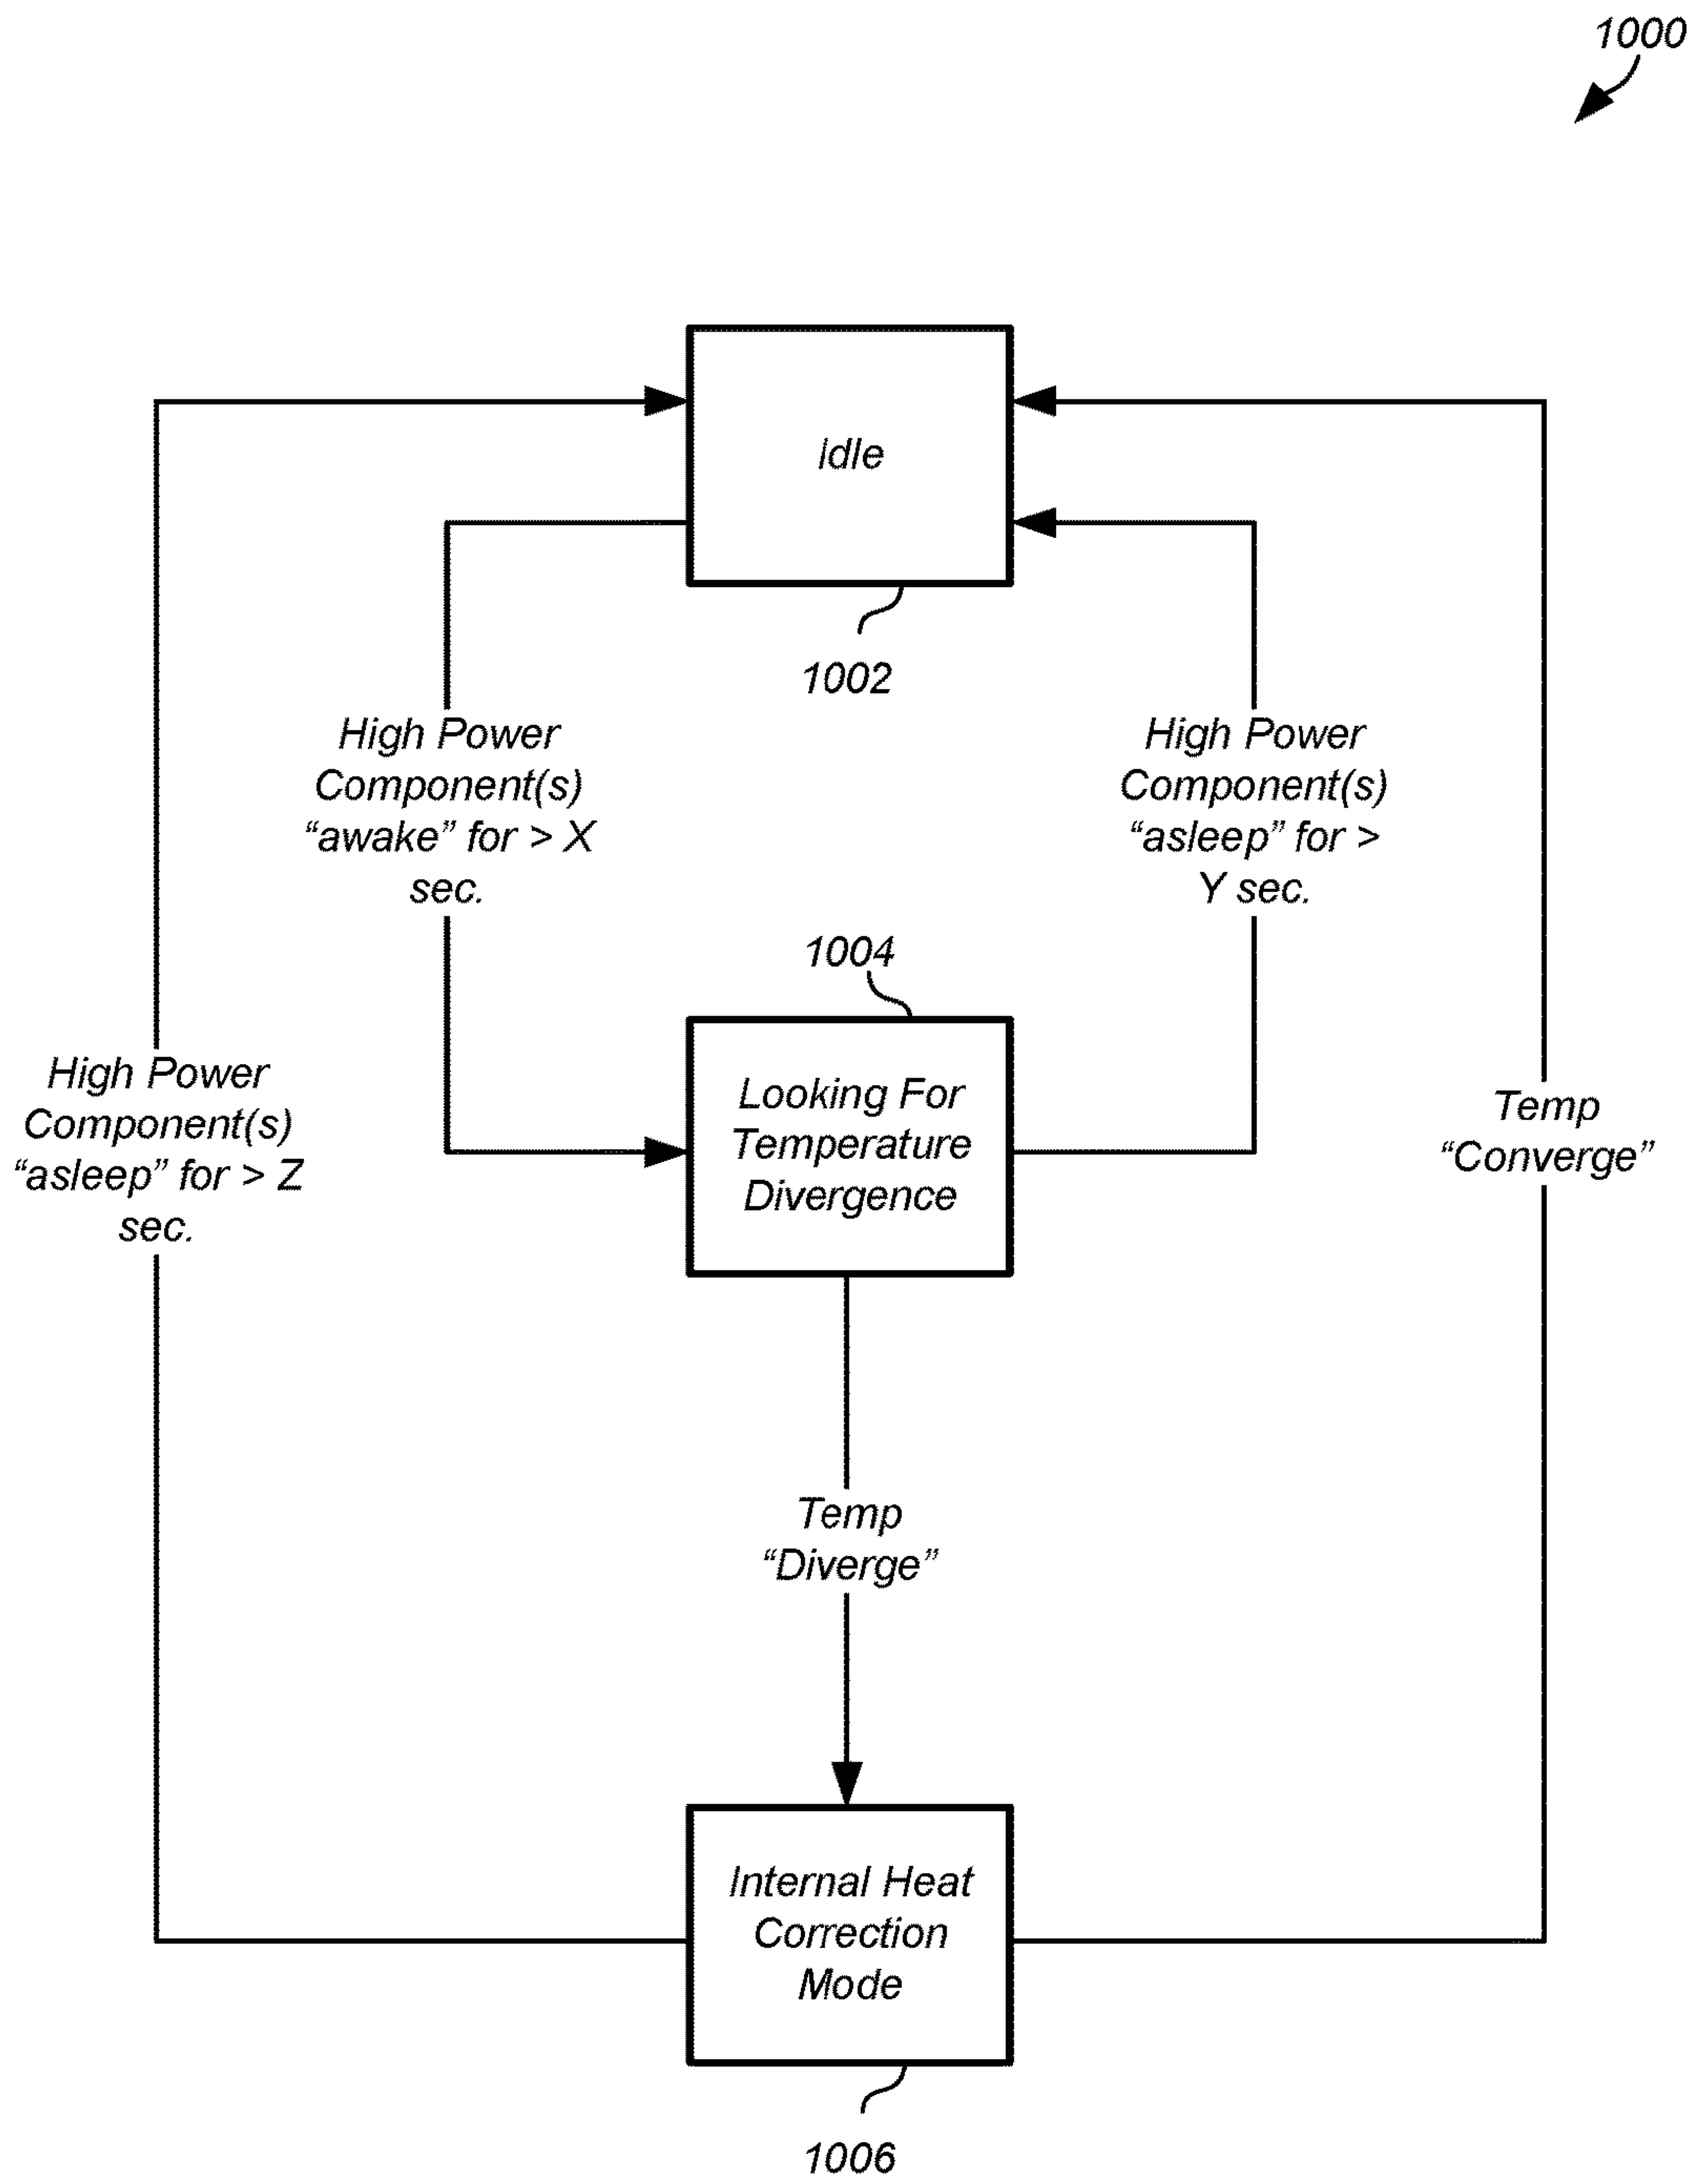 1000
Idle
1002
High Power
Component(s)
“awake” for > X
sec.
High Power
Component(s)
“asleep” for >
Y sec.
1004
Looking For
Temperature
Divergence
High Power
Component(s)
“asleep” for > Z
sec.
Temp
“Converge”
Temp
“Diverge”
Internal Heat
Correction
Mode
1006